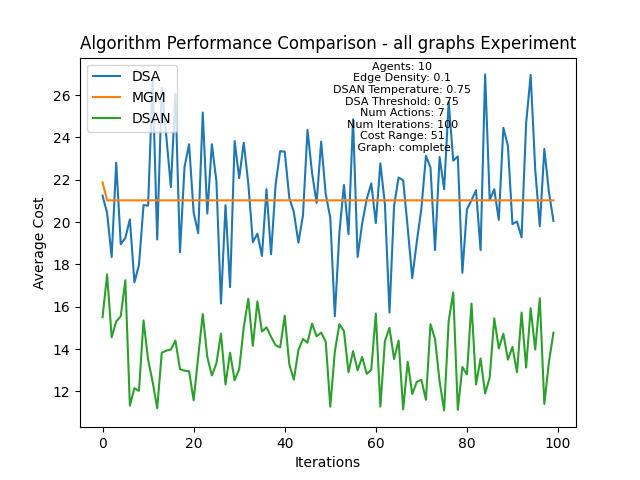 Algorithm Performance Comparison - all graphs Experiment
DSA
MGM
DSAN
Agents: 10
Edge Density: 0.1
DSAN Temperature: 0.75
DSA Threshold: 0.75
Num Actions: 7
Num Iterations: 100
Cost Range: 51
Graph: complete
26
24
22
20
18
16
14
12
Average Cost
0
20
40
60
80
100
Iterations